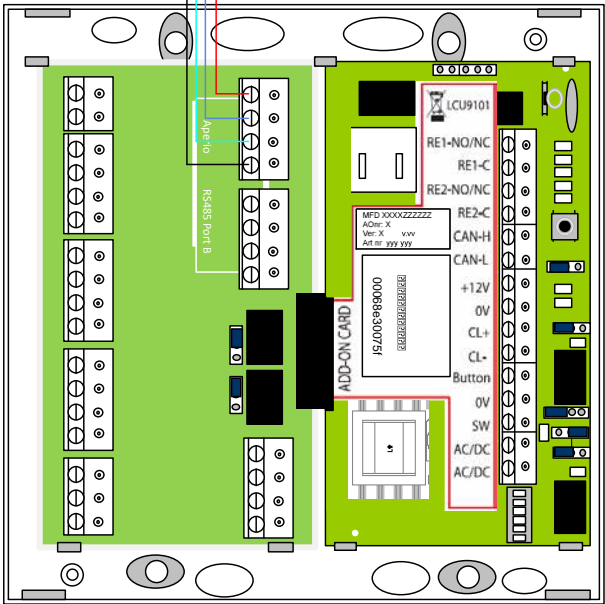 Aperio
RS485 Port B
LCU9101
RE1-NO/NC
RE1-C
RE2-NO/NC
RE2-C
CAN-H
CAN-L
+12V
0V
CL+
CL-
Button
0V
SW
AC/DC
AC/DC
MFD XXXXZZZZZZ
AOnr: X
Ver: X v.vv
Art nr yyy yyy
00068e30075f
ADD-ON CARD